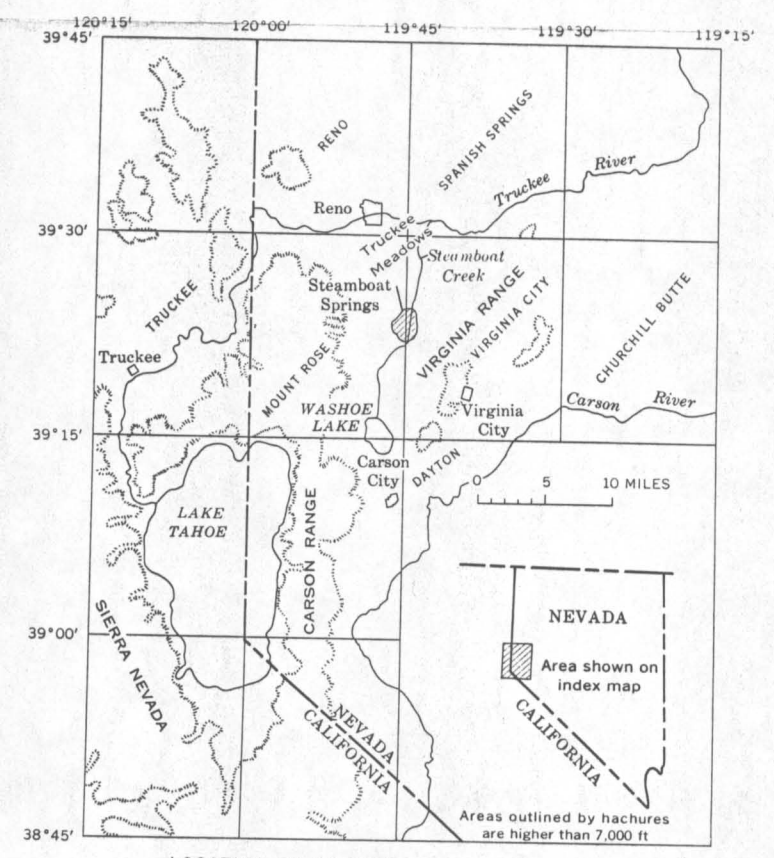 120°15'
120°00'
119°45'
119°30'
119°15'
39°45'
RENO
SPANISH SPRINGS
Truckee River
Reno
39°30'
Truckee
Meadows
Steamboat
Creek
Steamboat
Springs
TRUCKEE
VIRGINIA RANGE
VIRGINIA CITY
CHURCHILL BUTTE
Truckee
MOUNT ROSE
WASHOE
LAKE
Virginia
City
Carson River
39°15'
Carson
City
DAYTON
0 5 10 MILES
LAKE
TAHOE
CARSON RANGE
NEVADA
39°00'
SIERRA NEVADA
Area shown on
index map
NEVADA
CALIFORNIA
CALIFORNIA
Areas outlined by hachures
are higher than 7,000 ft
38°45'